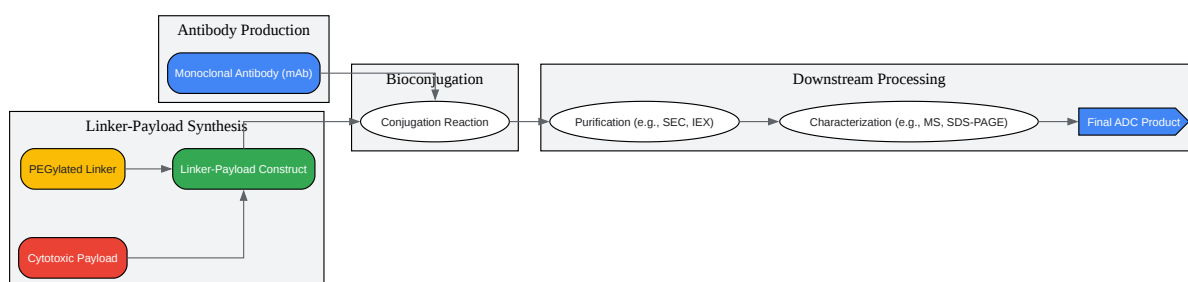 Antibody Production
Monoclonal Antibody (mAb)
Linker-Payload Synthesis
PEGylated Linker
Linker-Payload Construct
Cytotoxic Payload
Bioconjugation
Conjugation Reaction
Downstream Processing
Purification (e.g., SEC, IEX)
Characterization (e.g., MS, SDS-PAGE)
Final ADC Product